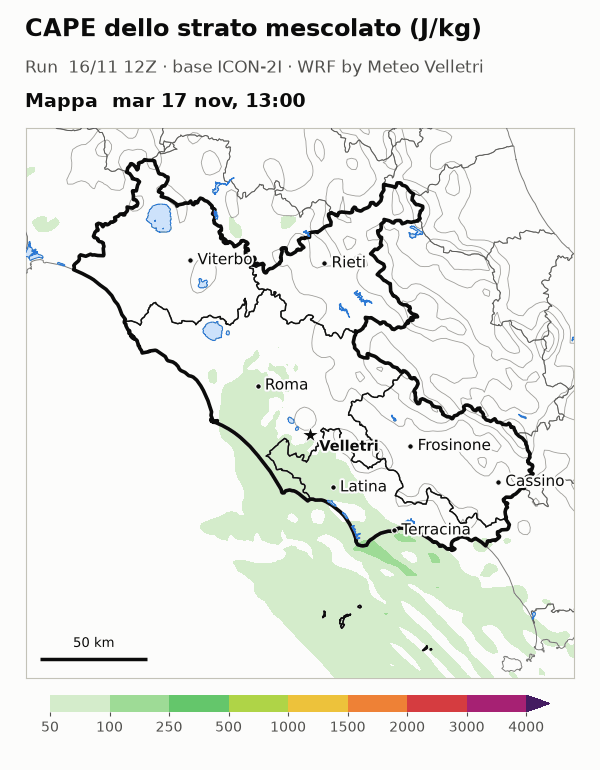 CAPE dello strato mescolato (J/kg)
Run  16/11 12Z · base ICON-2I · WRF by Meteo Velletri
Mappa  mar 17 nov, 13:00
Viterbo
Rieti
Roma
Velletri
Frosinone
Latina
Cassino
Terracina
50 km
50 100 250 500 1000 1500 2000 3000 4000